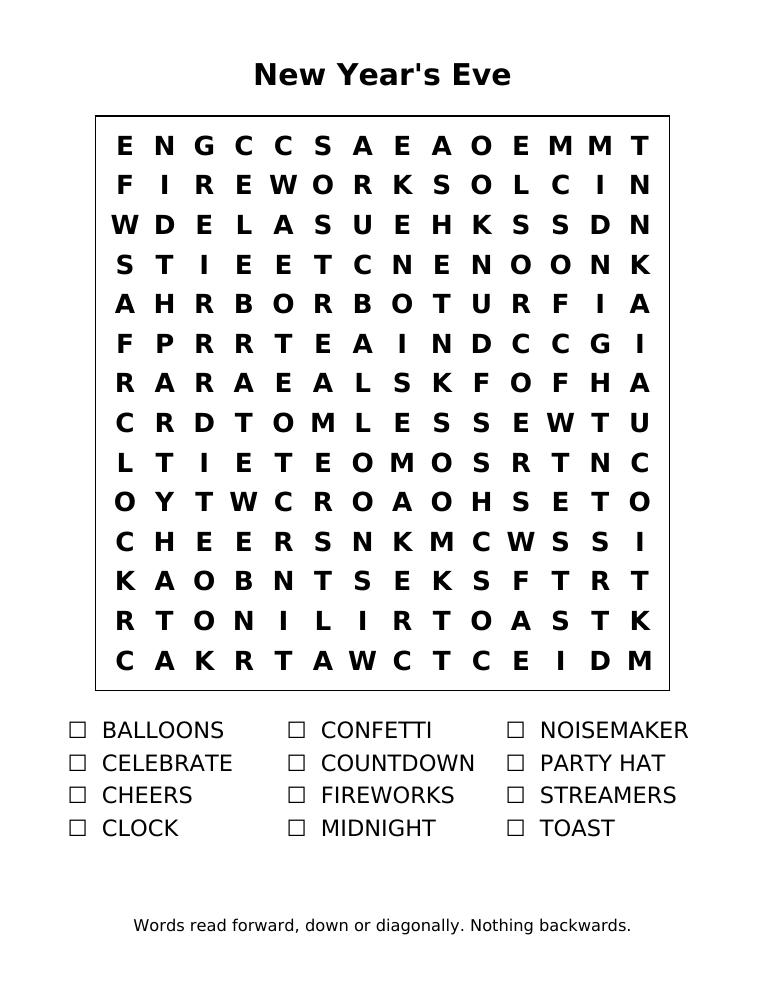 New Year's Eve
E N G C C S A E A O E M M T
F I R E W O R K S O L C I N
W D E L A S U E H K S S D N
S T I E E T C N E N O O N K
A H R B O R B O T U R F I A
F P R R T E A I N D C C G I
R A R A E A L S K F O F H A
C R D T O M L E S S E W T U
L T I E T E O M O S R T N C
O Y T W C R O A O H S E T O
C H E E R S N K M C W S S I
K A O B N T S E K S F T R T
R T O N I L I R T O A S T K
C A K R T A W C T C E I D M
☐ BALLOONS ☐ CONFETTI ☐ NOISEMAKER
☐ CELEBRATE ☐ COUNTDOWN ☐ PARTY HAT
☐ CHEERS ☐ FIREWORKS ☐ STREAMERS
☐ CLOCK ☐ MIDNIGHT ☐ TOAST
Words read forward, down or diagonally. Nothing backwards.